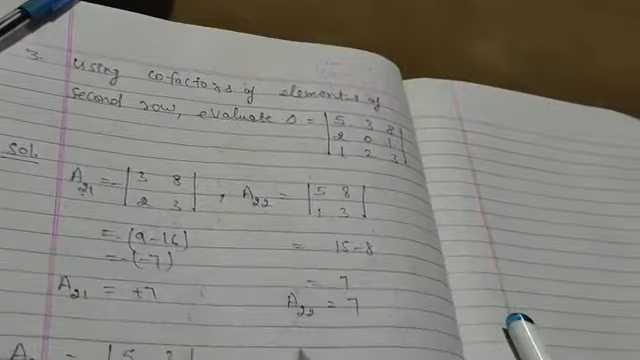 3. Using cofactors of elements of
second row, evaluate Δ = | 5 3 8 |
| 2 0 1 |
| 1 2 3 |
Sol.
A₂₁ = - | 3 8 | , A₂₂ = | 5 8 |
| 2 3 | | 1 3 |
= -(9-16) = 15-8
= -(-7) = 7
A₂₁ = +7 A₂₂ = 7
= | 5 3 |